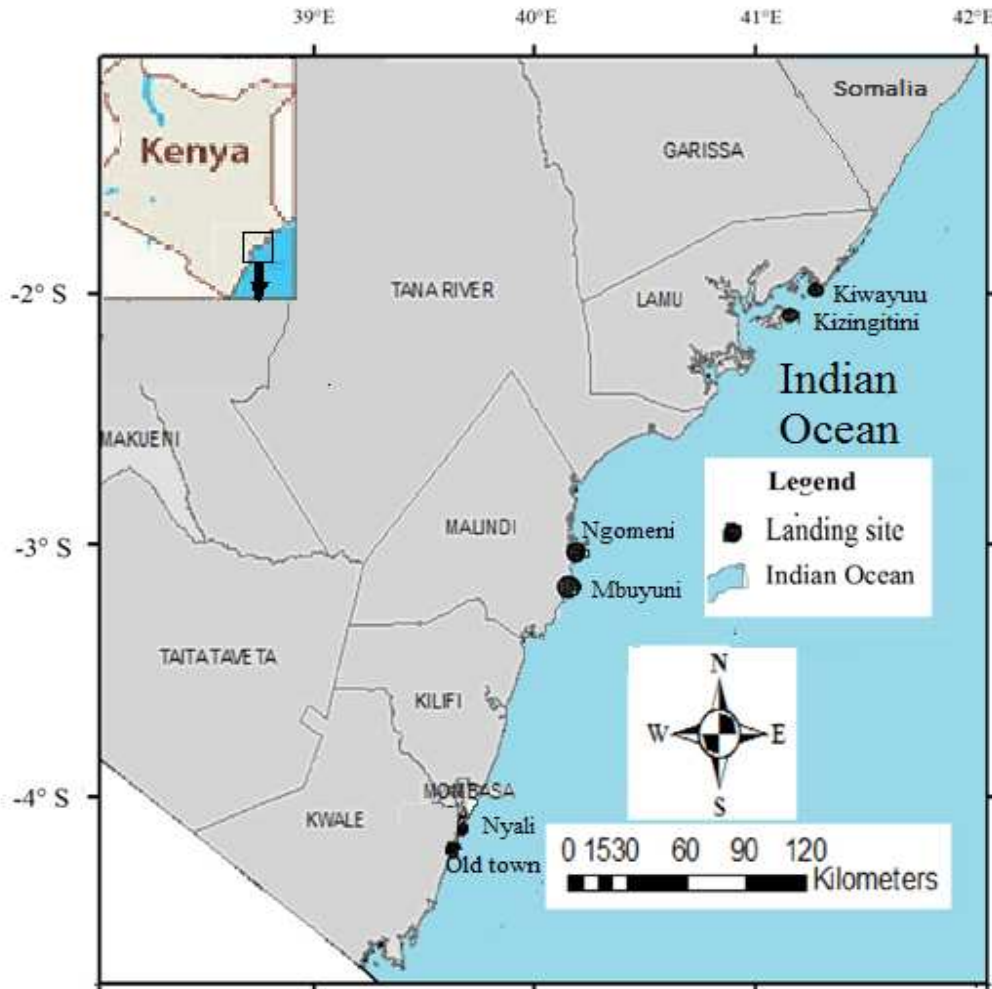 39°E 40°E 41°E 42°E
Somalia
Kenya
GARISSA
-2° S
TANA RIVER
LAMU
Kiwayuu
Kizingitini
Indian
Ocean
MAKUENI
Legend
Landing site
Indian Ocean
-3° S
MALINDI
Ngomeni
Mbuyuni
TAITA TAVETA
KILIFI
N
W E
S
-4° S
MOMBASA
KWALE
Nyali
Old town
0 15 30 60 90 120
Kilometers